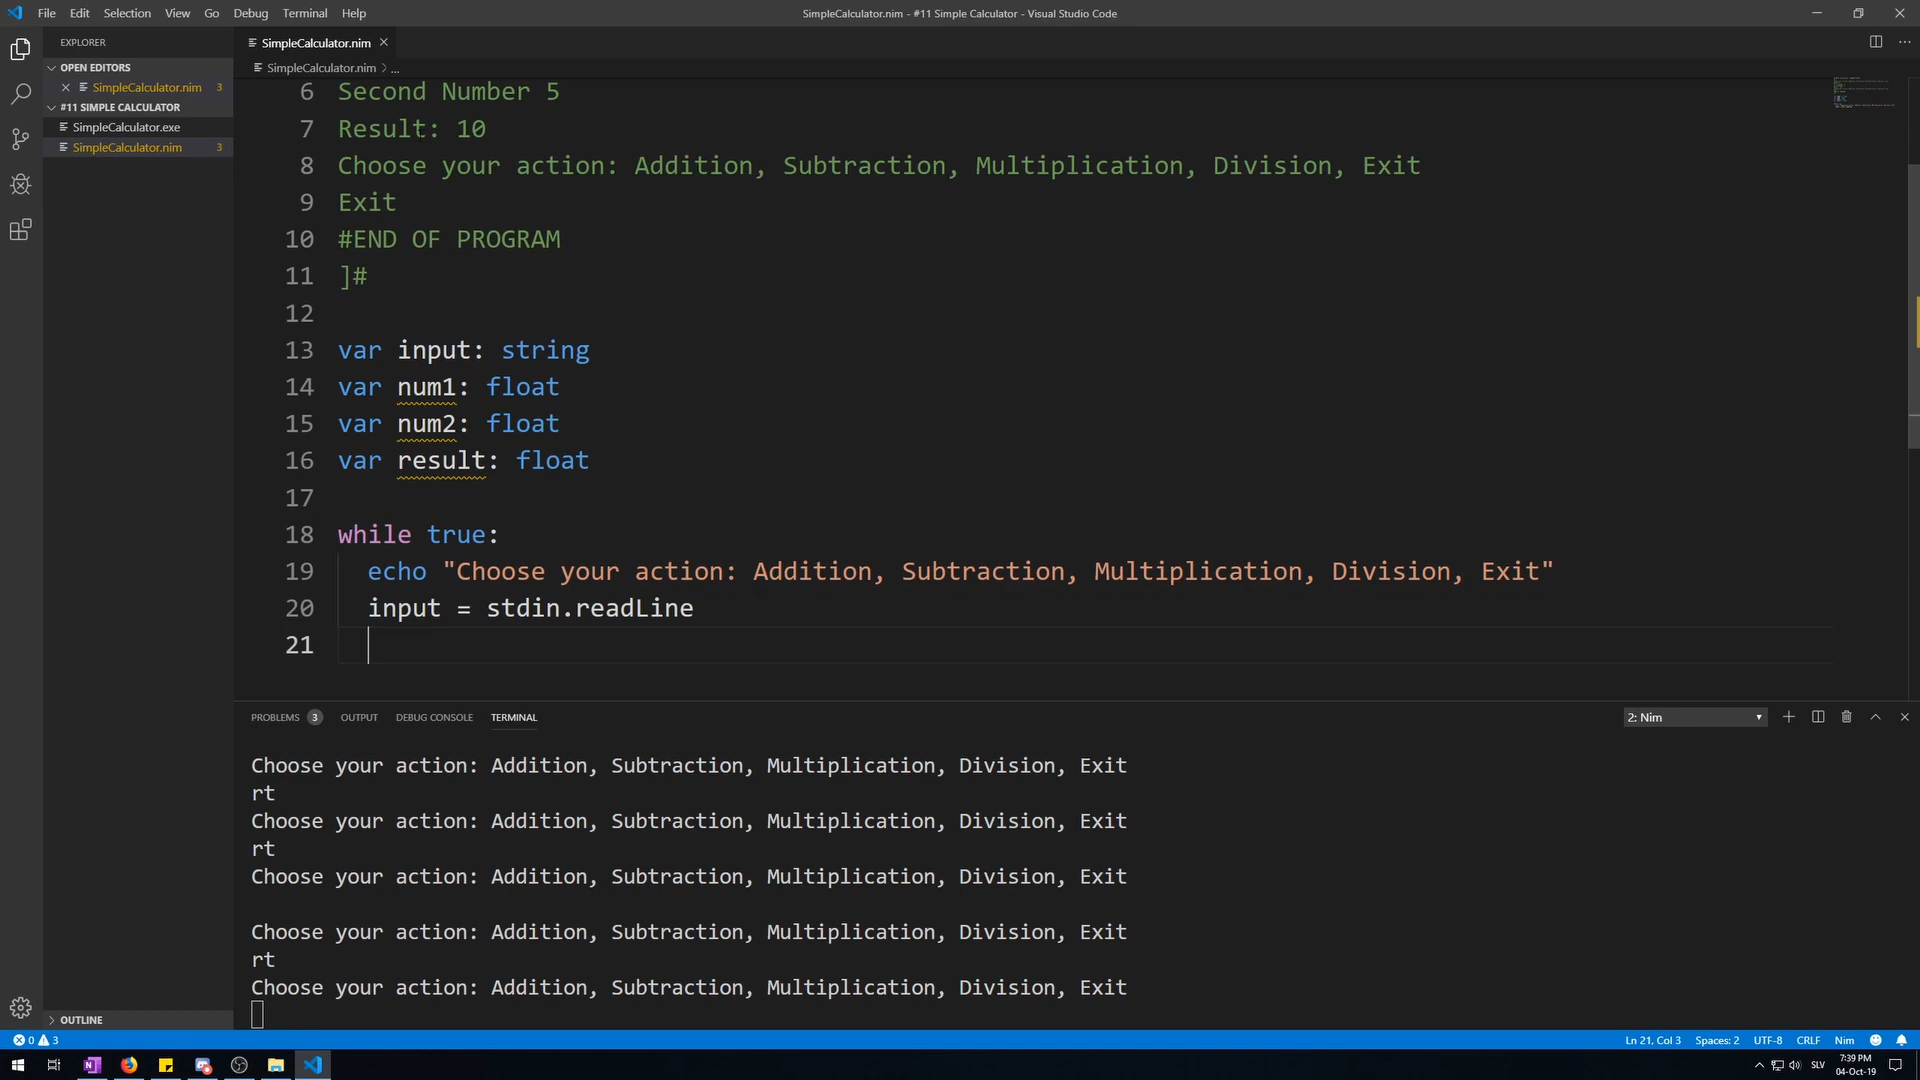 File Edit Selection View Go Debug Terminal Help
SimpleCalculator.nim - #11 Simple Calculator - Visual Studio Code
EXPLORER
OPEN EDITORS
SimpleCalculator.nim 3
#11 SIMPLE CALCULATOR
SimpleCalculator.exe
SimpleCalculator.nim 3
OUTLINE
SimpleCalculator.nim
SimpleCalculator.nim > ...
6 Second Number 5
7 Result: 10
8 Choose your action: Addition, Subtraction, Multiplication, Division, Exit
9 Exit
10 #END OF PROGRAM
11 ]#
12
13 var input: string
14 var num1: float
15 var num2: float
16 var result: float
17
18 while true:
19 echo "Choose your action: Addition, Subtraction, Multiplication, Division, Exit"
20 input = stdin.readLine
21
PROBLEMS 3 OUTPUT DEBUG CONSOLE TERMINAL
2: Nim
Choose your action: Addition, Subtraction, Multiplication, Division, Exit
rt
Choose your action: Addition, Subtraction, Multiplication, Division, Exit
rt
Choose your action: Addition, Subtraction, Multiplication, Division, Exit
Choose your action: Addition, Subtraction, Multiplication, Division, Exit
rt
Choose your action: Addition, Subtraction, Multiplication, Division, Exit
0 3
Ln 21, Col 3 Spaces: 2 UTF-8 CRLF Nim
SLV
7:39 PM
04-Oct-19